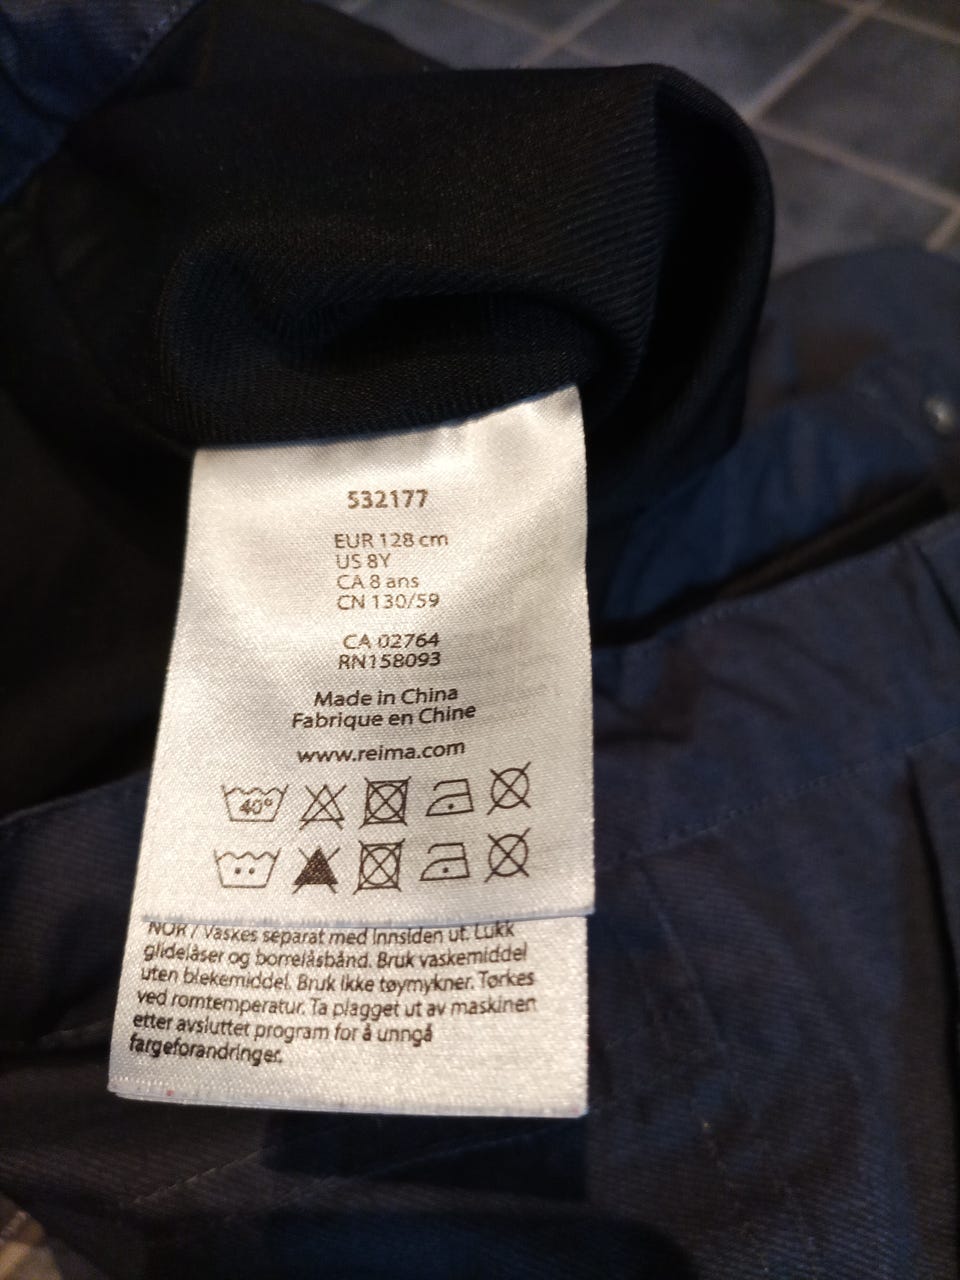 532177
EUR 128 cm
US 8Y
CA 8 ans
CN 130/59
CA 02764
RN158093
Made in China
Fabrique en Chine
www.reima.com
40°
NOR / Vaskes separat med innsiden ut. Lukk
glidelåser og borrelåsbånd. Bruk vaskemiddel
uten blekemiddel. Bruk ikke tøymykner. Tørkes
ved romtemperatur. Ta plagget ut av maskinen
etter avsluttet program for å unngå
fargeforandringer.